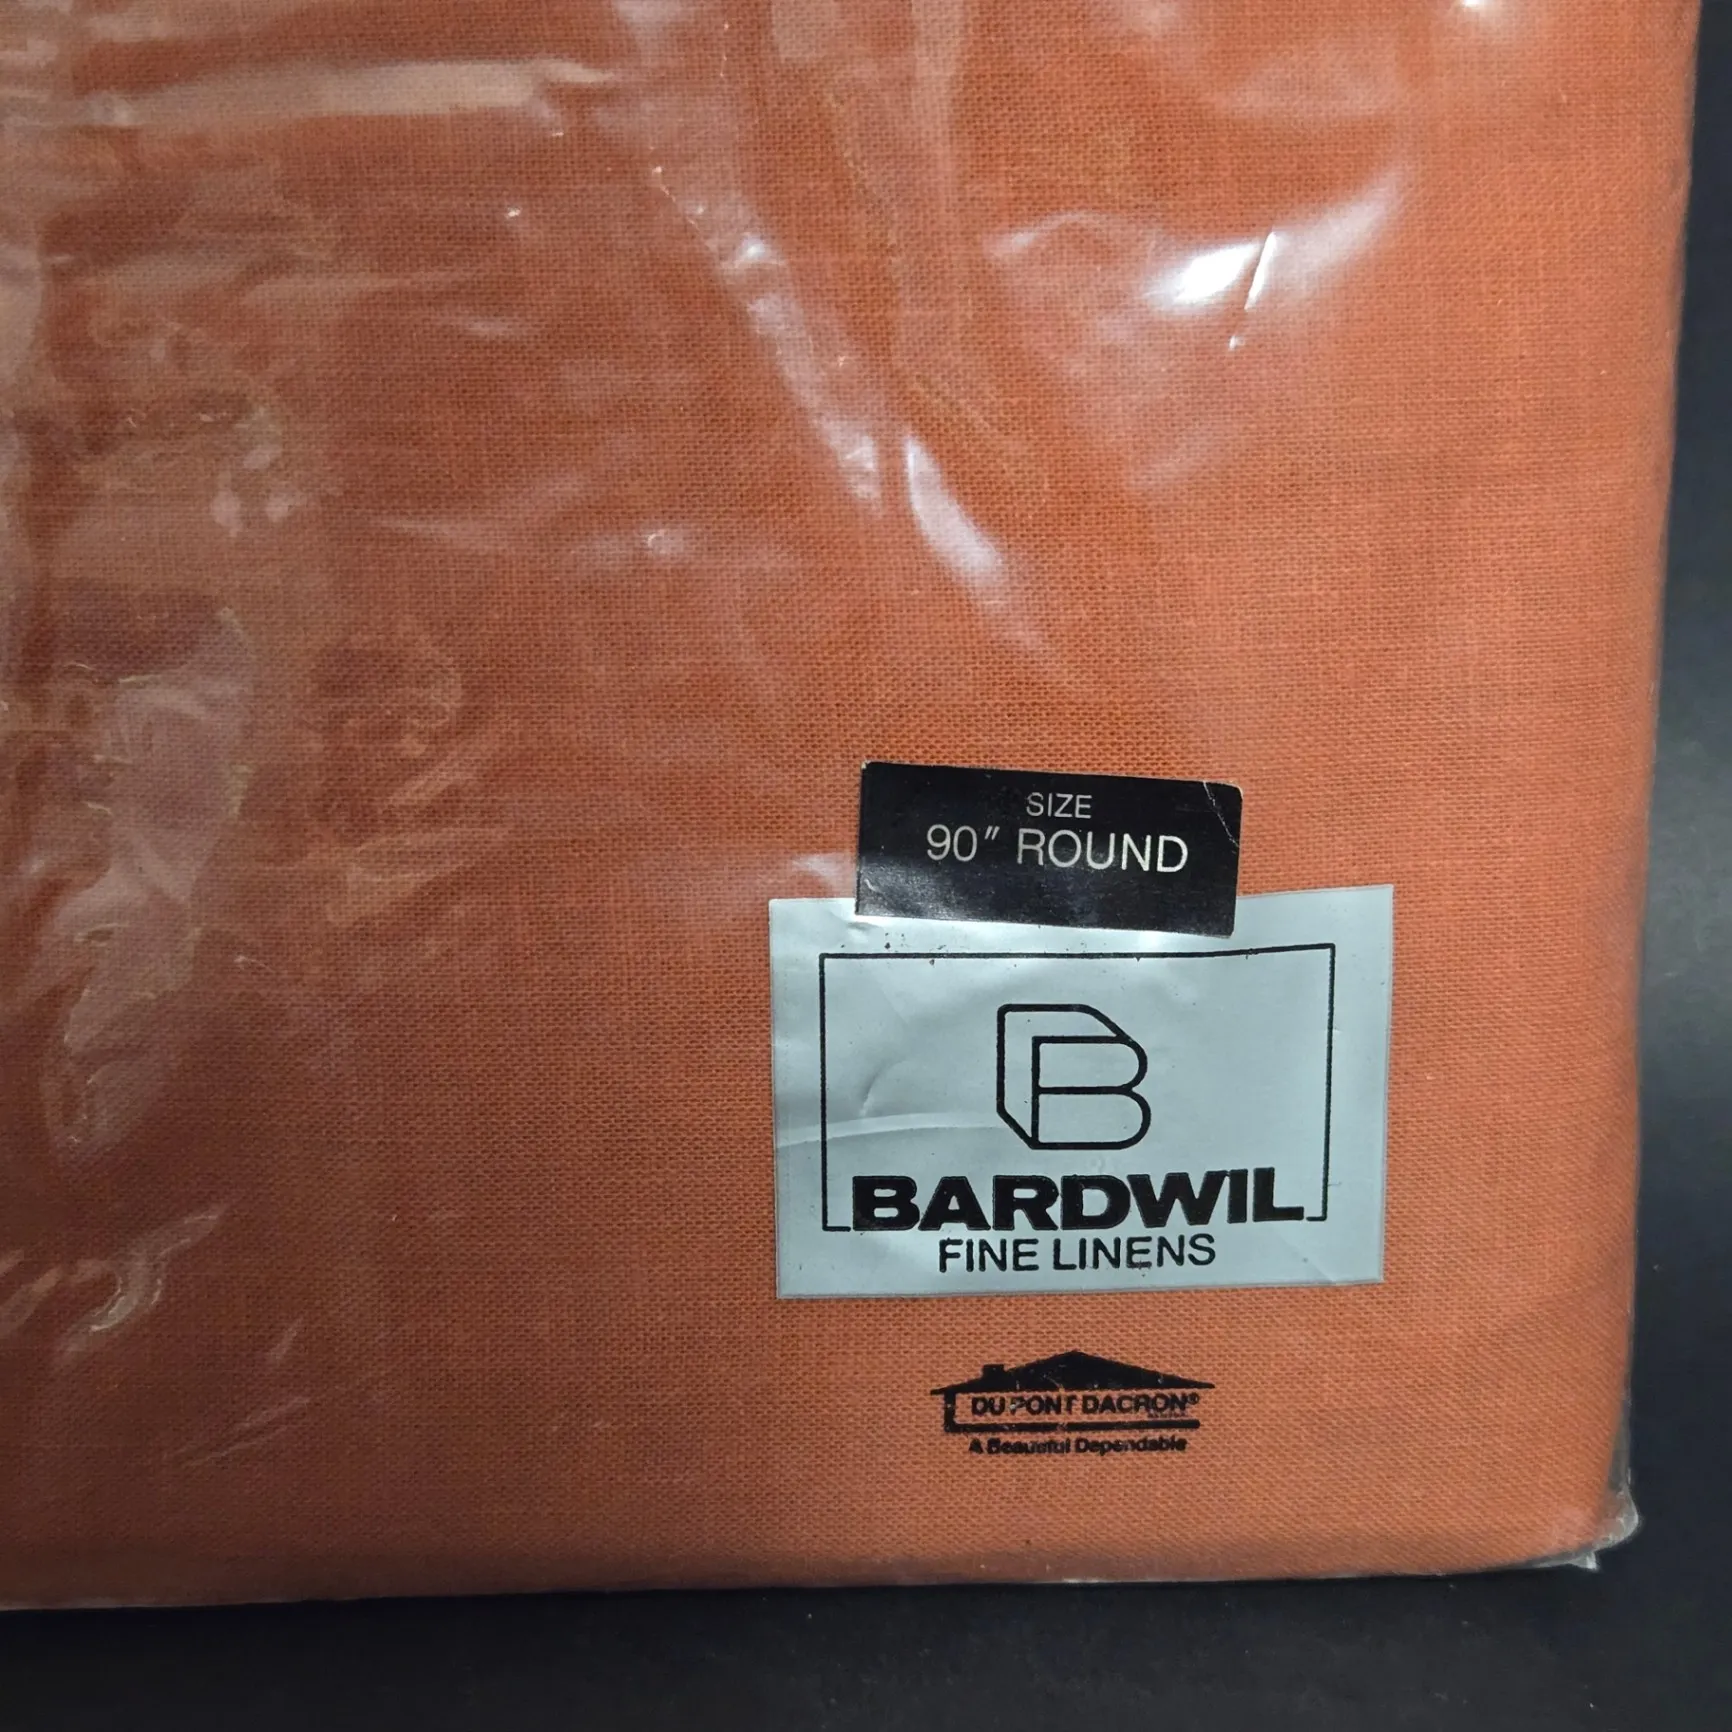 SIZE
90" ROUND
B
BARDWIL
FINE LINENS
DU PONT DACRON®
A Beautiful Dependable